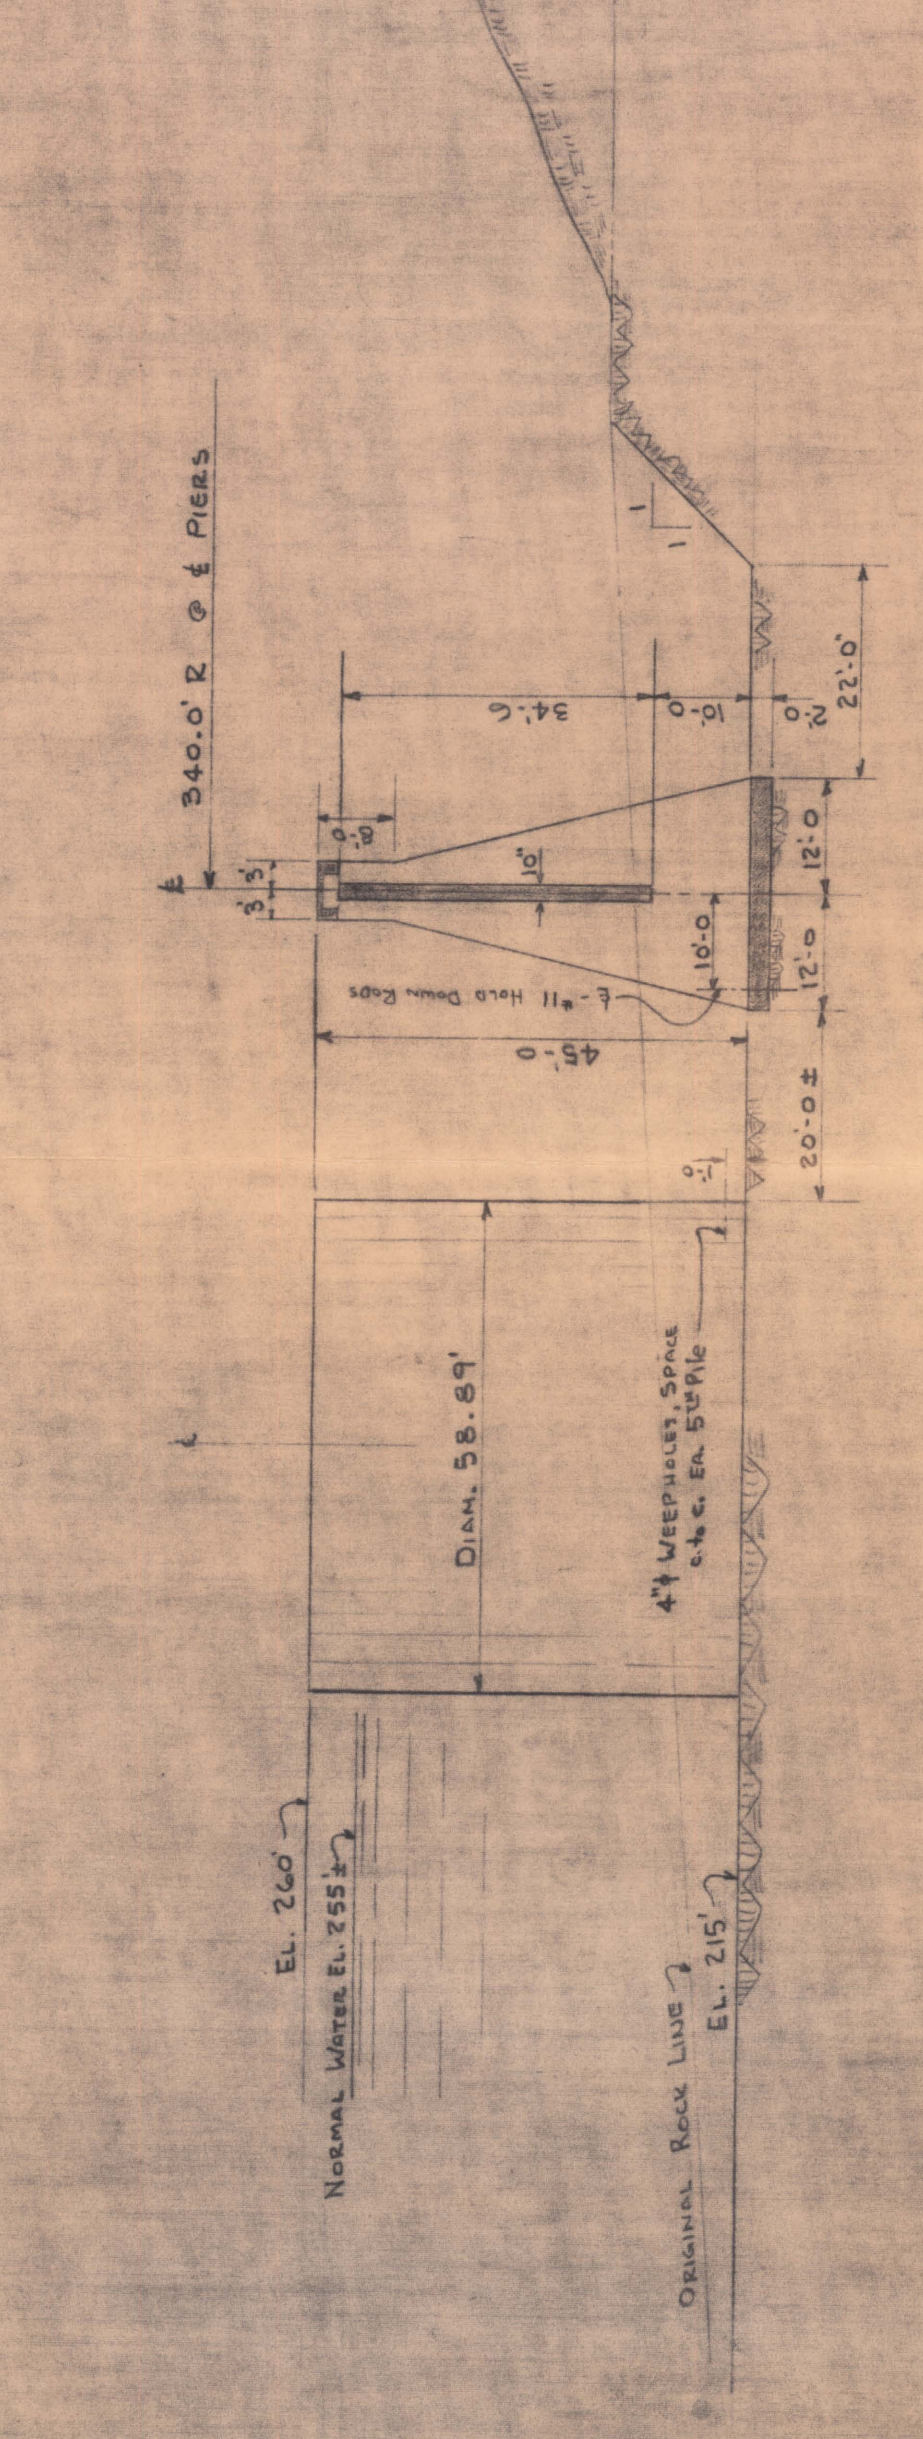 340.0' R @ ℄ PIERS
℄
3' 3'
8'-0
34'-6
10'-0
2'-0
22'-0"
1
1
10"
10'-0
12'-0 12'-0
℄ - #11 HOLD DOWN RODS
45'-0
20'-0 ±
1'-0
℄
DIAM. 58.89'
4"ϕ WEEPHOLES, SPACE
c. to c. EA. 5TH Pile
EL. 260'
NORMAL WATER EL. 255'±
ORIGINAL ROCK LINE
EL. 215'